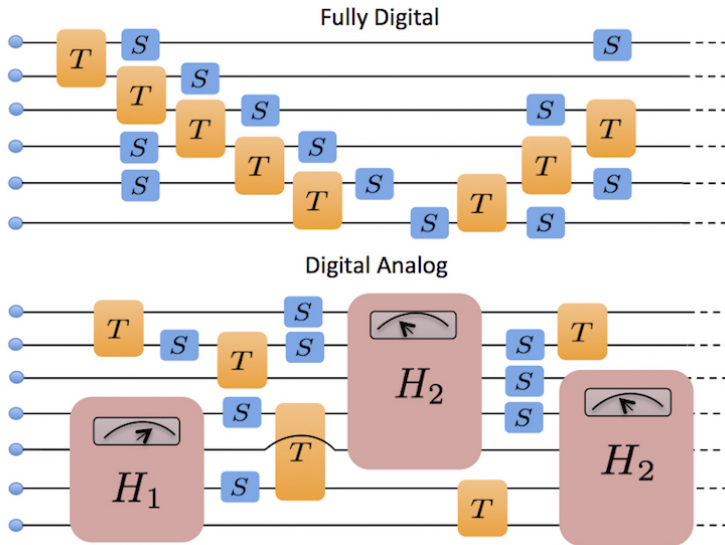 Fully Digital
T S S
T S
S S
T T
S S
T T
S S S
T T
S S
Digital Analog
S
T T
S S S
T
H₂ S
S S
T H₂
H₁ S
T